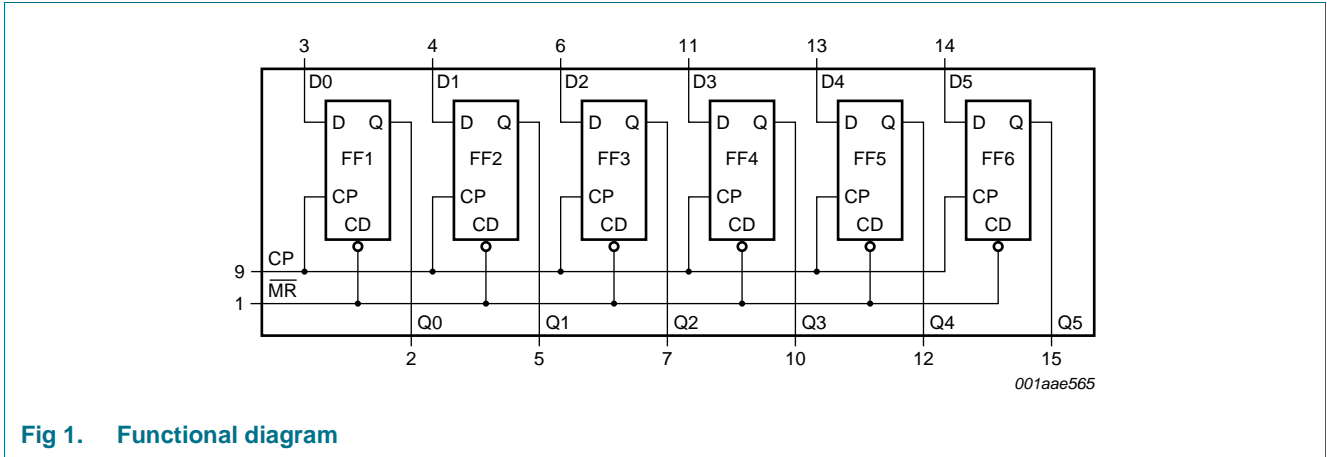 3 4 6 11 13 14
D0 D1 D2 D3 D4 D5
D Q D Q D Q D Q D Q D Q
FF1 FF2 FF3 FF4 FF5 FF6
CP CP CP CP CP CP
CD CD CD CD CD CD
9 CP
1 M̅R̅
Q0 Q1 Q2 Q3 Q4 Q5
2 5 7 10 12 15
001aae565
Fig 1. Functional diagram